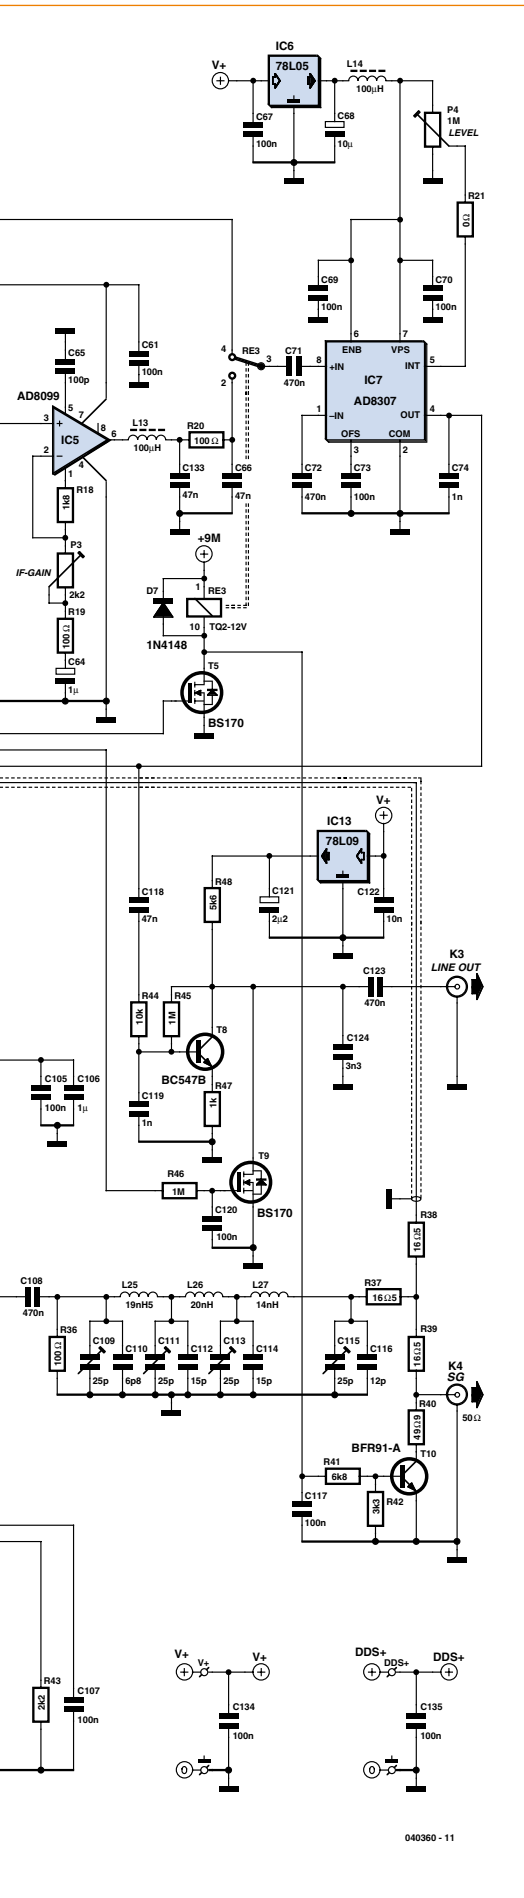 IC6
V+
78L05
L14
100µH
C67
100n
C68
10µ
P4
1M
LEVEL
R21
0Ω
C69
100n
C70
100n
C65
100p
C61
100n
4
RE3
3
2
C71
470n
6
7
ENB
VPS
8
+IN
INT
5
IC7
AD8307
1
–IN
OUT
4
OFS
COM
3
2
AD8099
5
7
3
+
8
IC5
6
2
–
4
1
L13
100µH
R20
100Ω
C133
47n
C66
47n
C72
470n
C73
100n
C74
1n
R18
1k8
P3
IF-GAIN
2k2
R19
100Ω
C64
1µ
+9M
D7
1
RE3
10
TQ2-12V
1N4148
T5
BS170
V+
IC13
78L09
R48
5k6
C121
2µ2
C122
10n
C118
47n
K3
LINE OUT
C123
470n
R44
10k
R45
1M
T8
BC547B
C124
3n3
C105
100n
C106
1µ
C119
1n
R47
1k
T9
R46
1M
BS170
C120
100n
R38
16Ω5
C108
470n
L25
19nH5
L26
20nH
L27
14nH
R37
16Ω5
R36
100Ω
C109
25p
C110
6p8
C111
25p
C112
15p
C113
25p
C114
15p
C115
25p
C116
12p
R39
16Ω5
K4
SG
50Ω
R40
49Ω9
BFR91-A
T10
R41
6k8
R42
3k3
C117
100n
R43
2k2
C107
100n
V+
V+
V+
C134
100n
0
DDS+
DDS+
DDS+
C135
100n
0
040360 - 11